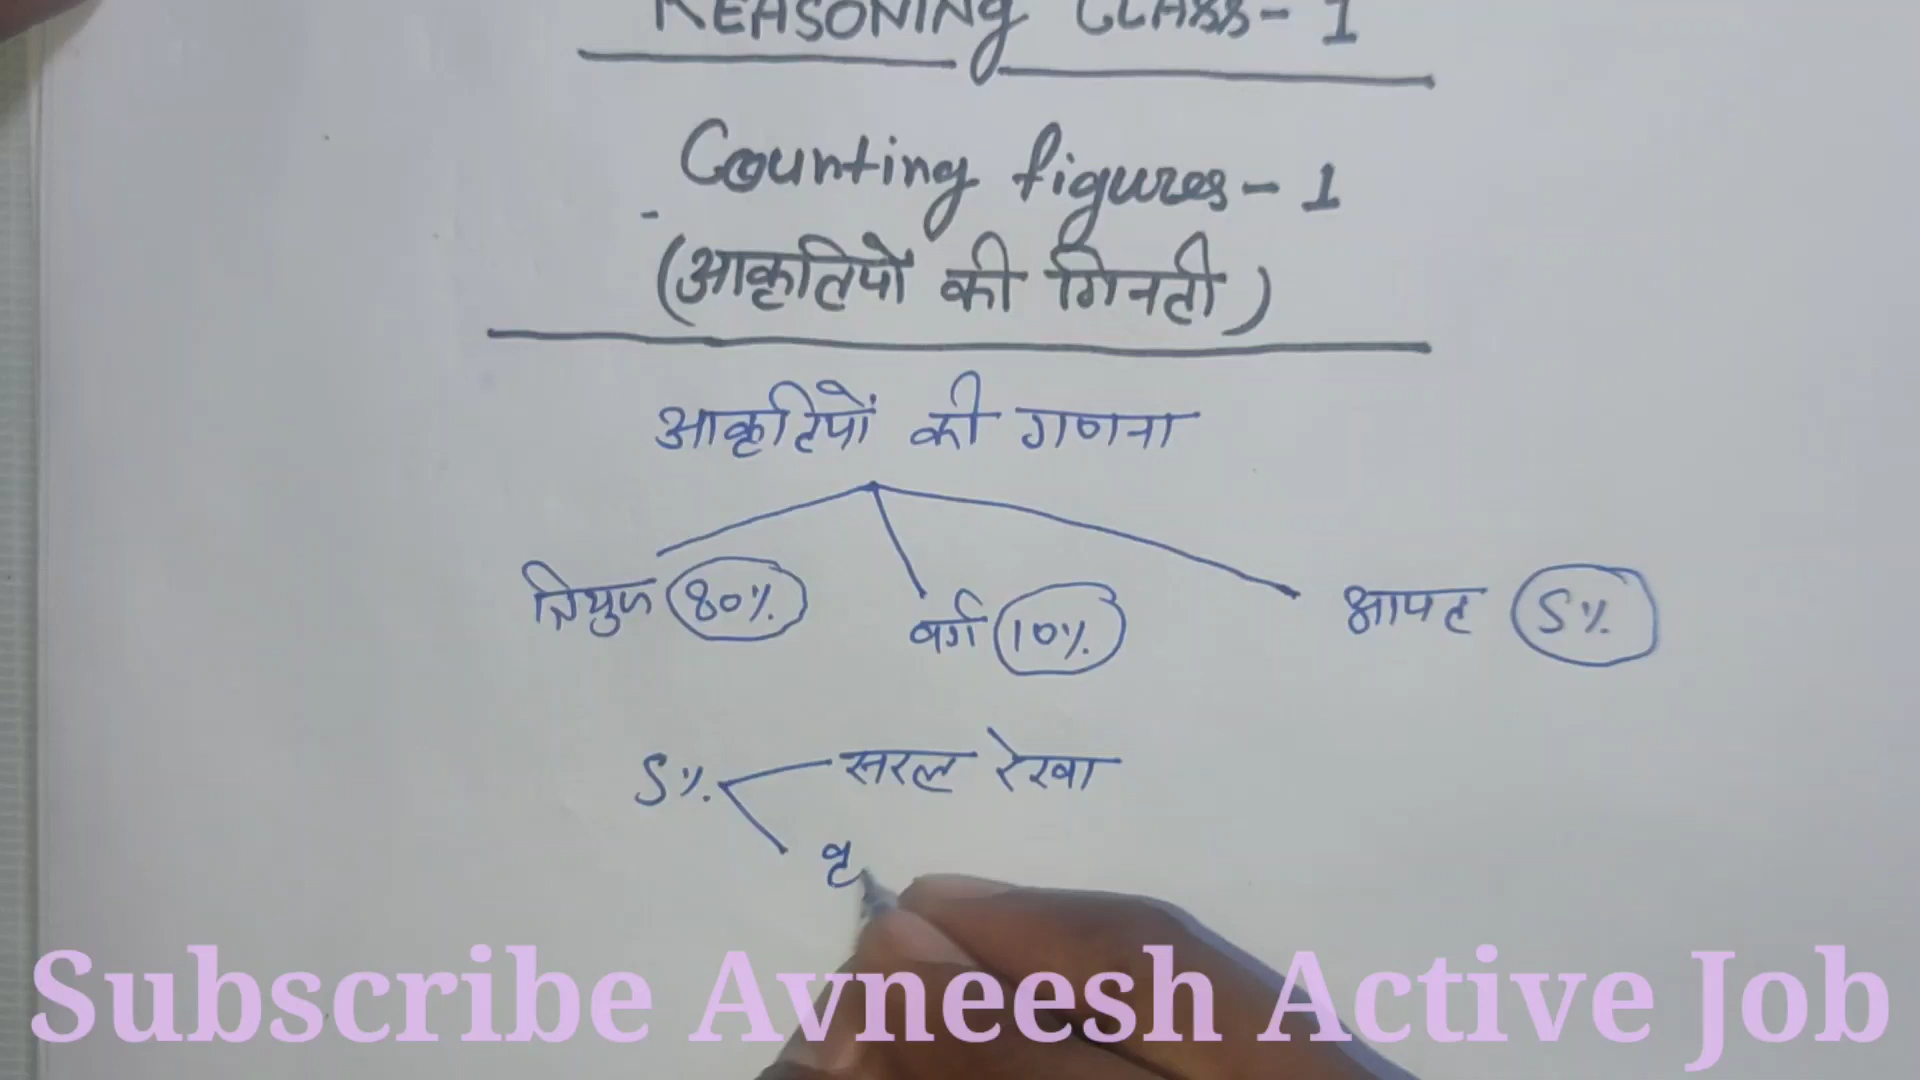 REASONING CLASS-1
Counting figures-1
(आकृतियों की गिनती)
आकृतियों की गणना
त्रिभुज 80% वर्ग 10% आयत 5%
5% सरल रेखा
वृ
Subscribe Avneesh Active Job